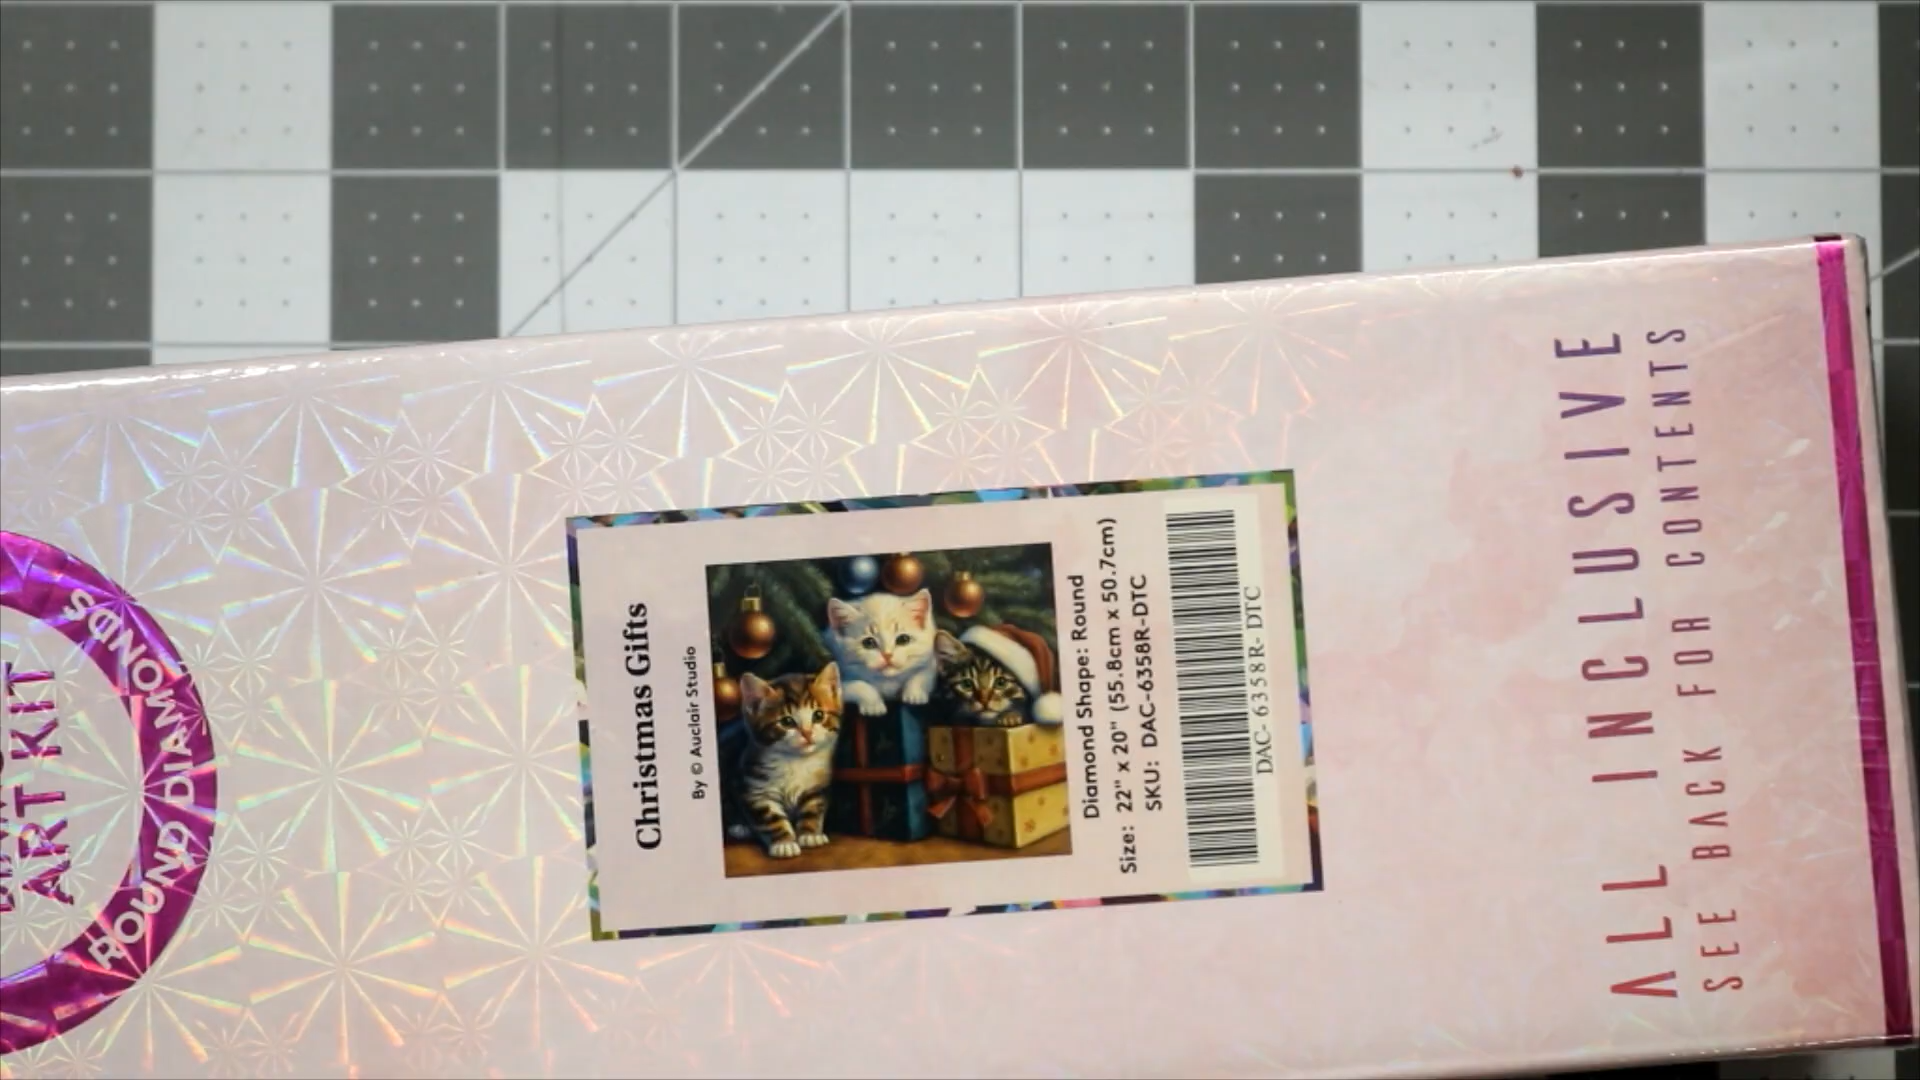 ART KIT
ROUND DIAMONDS
Christmas Gifts
By © Auclair Studio
Diamond Shape: Round
Size: 22" x 20" (55.8cm x 50.7cm)
SKU: DAC-6358R-DTC
DAC- 6358R- DTC
ALL INCLUSIVE
SEE BACK FOR CONTENTS